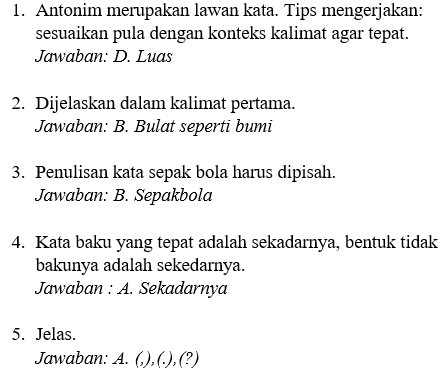 1. Antonim merupakan lawan kata. Tips mengerjakan:
sesuaikan pula dengan konteks kalimat agar tepat.
Jawaban: D. Luas
2. Dijelaskan dalam kalimat pertama.
Jawaban: B. Bulat seperti bumi
3. Penulisan kata sepak bola harus dipisah.
Jawaban: B. Sepakbola
4. Kata baku yang tepat adalah sekadarnya, bentuk tidak
bakunya adalah sekedarnya.
Jawaban : A. Sekadarnya
5. Jelas.
Jawaban: A. (,),(.),(?)